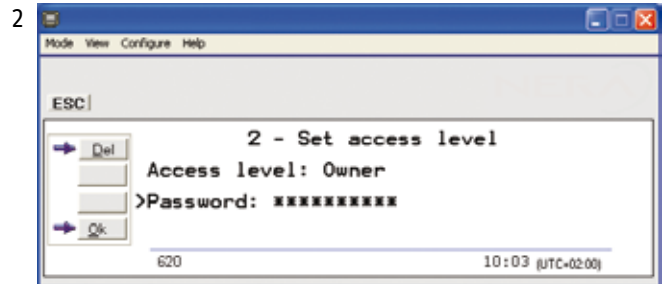 2
Mode View Configure Help
ESC
2 - Set access level
Del
Access level: Owner
>Password: **********
Ok
620 10:03 (UTC+02:00)